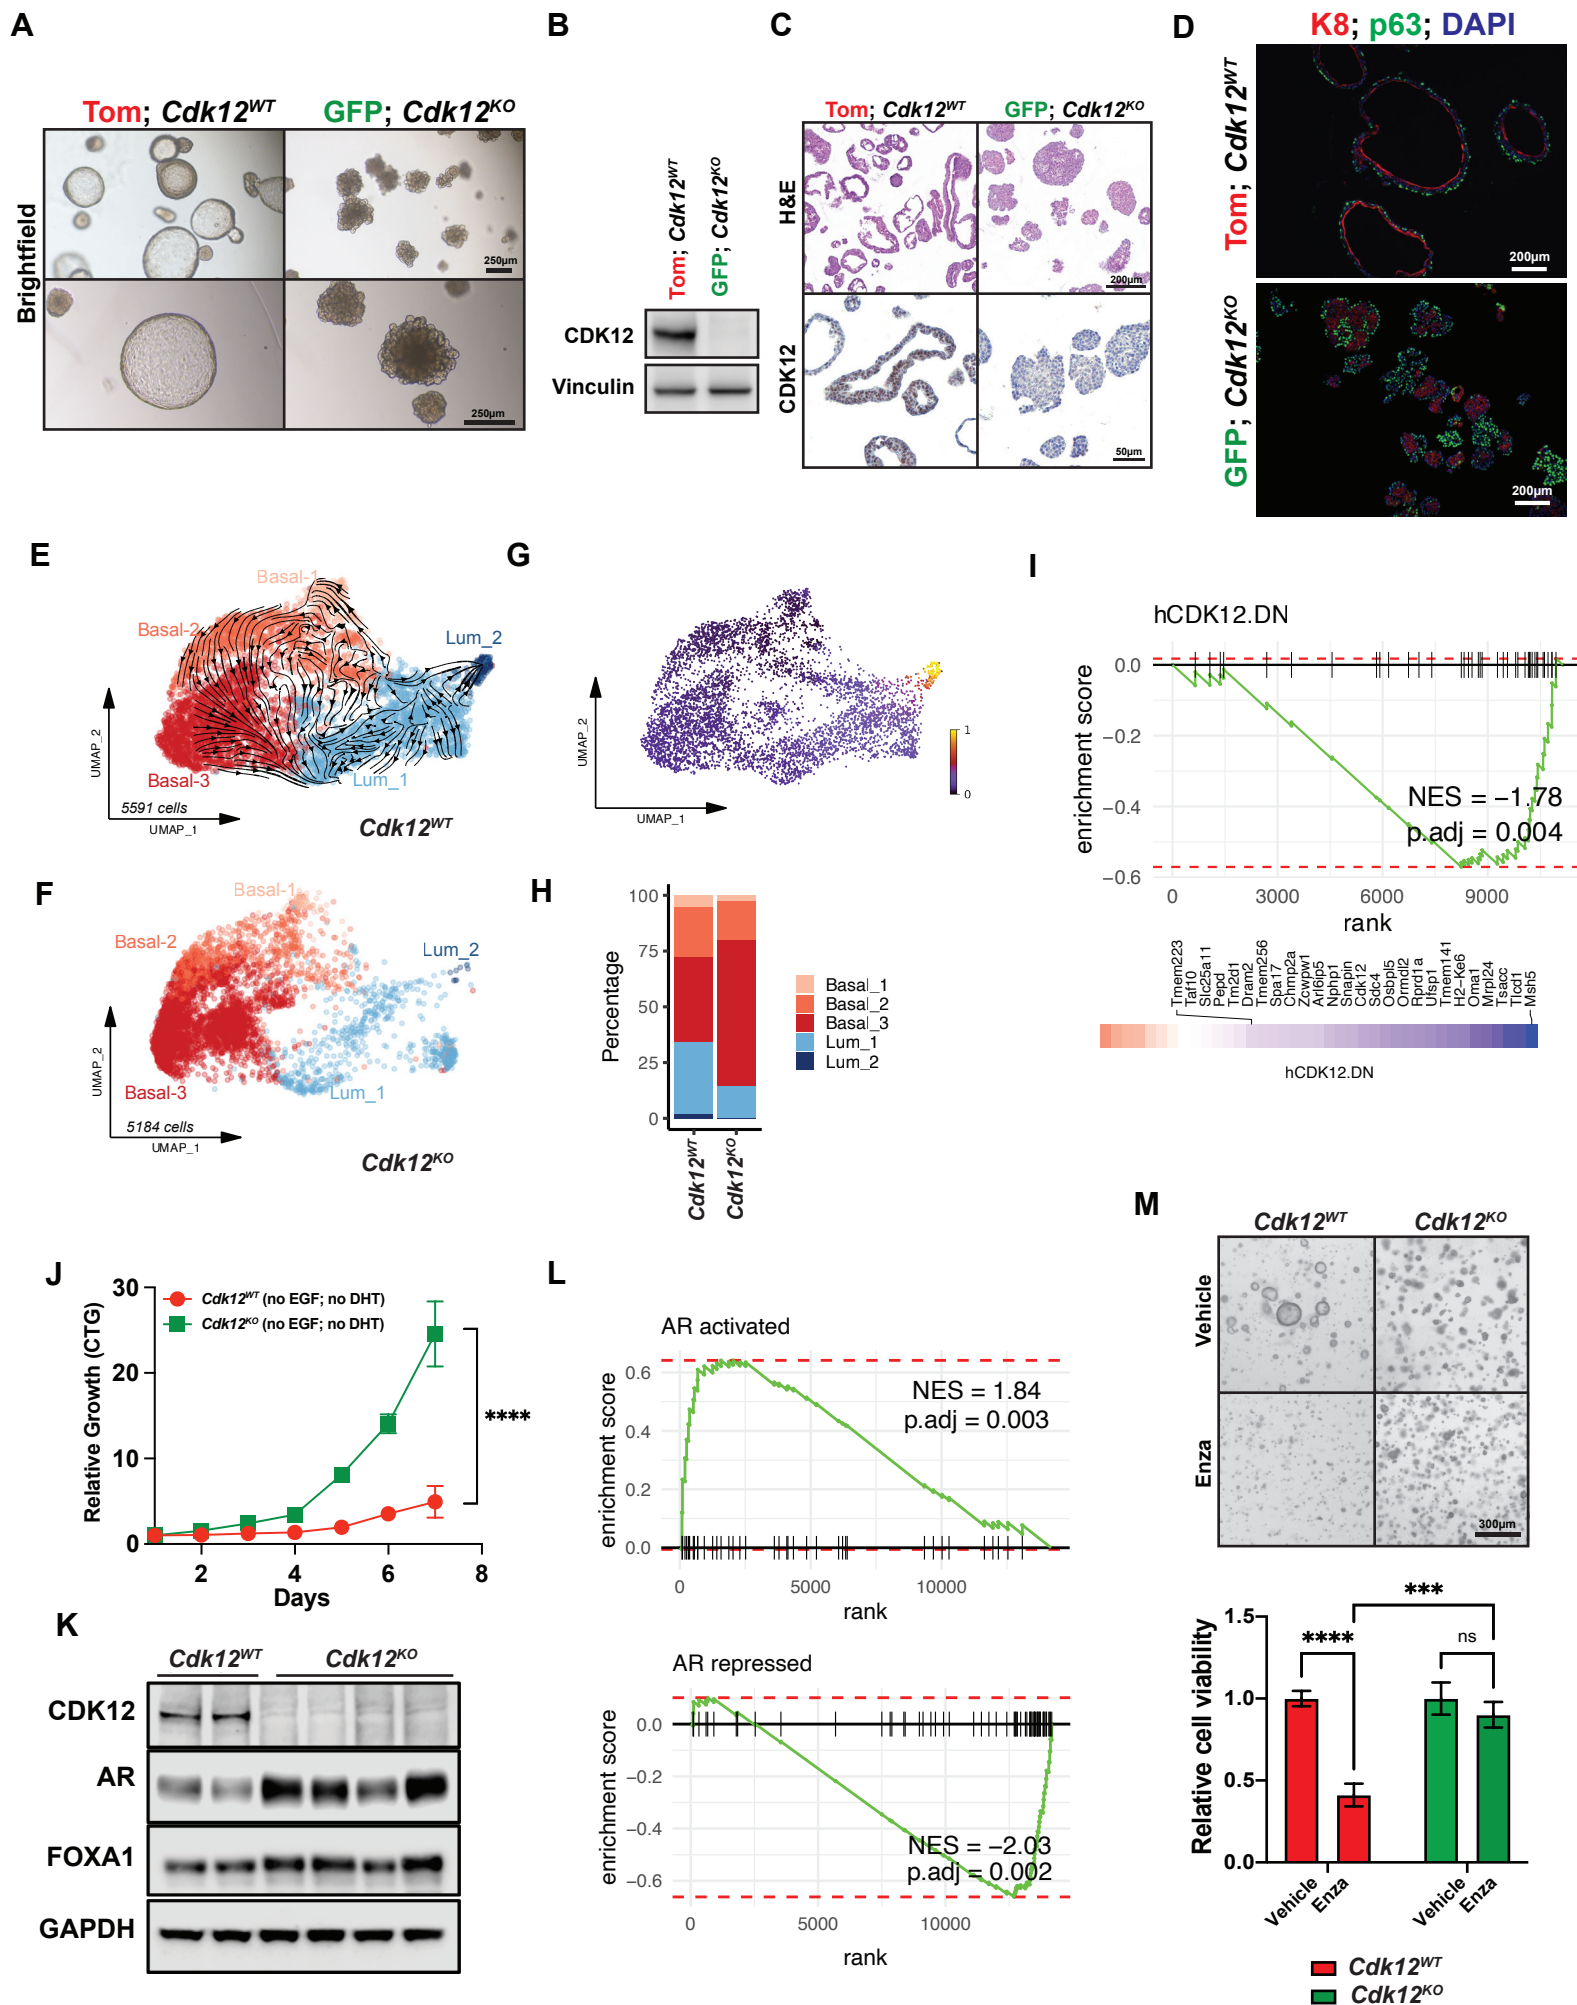 A
Tom; Cdk12WT
GFP; Cdk12KO
Brightfield
250µm
250µm
B
Tom; Cdk12WT
GFP; Cdk12KO
CDK12
Vinculin
C
Tom; Cdk12WT
GFP; Cdk12KO
H&E
CDK12
200µm
50µm
D
K8; p63; DAPI
Tom; Cdk12WT
GFP; Cdk12KO
200µm
200µm
E
Basal-1
Basal-2
Lum_2
Basal-3
Lum_1
UMAP_2
5591 cells
UMAP_1
Cdk12WT
F
Basal-1
Basal-2
Lum_2
Basal-3
Lum_1
UMAP_2
5184 cells
UMAP_1
Cdk12KO
G
UMAP_2
UMAP_1
1
0
H
Percentage
100
75
50
25
0
Cdk12WT
Cdk12KO
Basal_1
Basal_2
Basal_3
Lum_1
Lum_2
I
hCDK12.DN
enrichment score
0.0
−0.2
−0.4
−0.6
NES = −1.78
p.adj = 0.004
0
3000
6000
9000
rank
Tmem223
Taf10
Slc25a11
Pepd
Tm2d1
Dram2
Tmem256
Spa17
Chmp2a
Zcwpw1
Arl6ip5
Nphp1
Snapin
Cdk12
Sdc4
Osbpl5
Ormdl2
Rprd1a
Ufsp1
Tmem141
H2−Ke6
Oma1
Mrpl24
Tsacc
Tlcd1
Msh5
hCDK12.DN
J
Relative Growth (CTG)
30
20
10
0
Cdk12WT (no EGF; no DHT)
Cdk12KO (no EGF; no DHT)
****
2
4
6
8
Days
K
Cdk12WT
Cdk12KO
CDK12
AR
FOXA1
GAPDH
L
AR activated
enrichment score
0.6
0.4
0.2
0.0
NES = 1.84
p.adj = 0.003
0
5000
10000
rank
AR repressed
enrichment score
0.0
−0.2
−0.4
−0.6
NES = −2.03
p.adj = 0.002
0
5000
10000
rank
M
Cdk12WT
Cdk12KO
Vehicle
Enza
300µm
Relative cell viability
1.5
1.0
0.5
0.0
****
***
ns
Vehicle
Enza
Vehicle
Enza
Cdk12WT
Cdk12KO